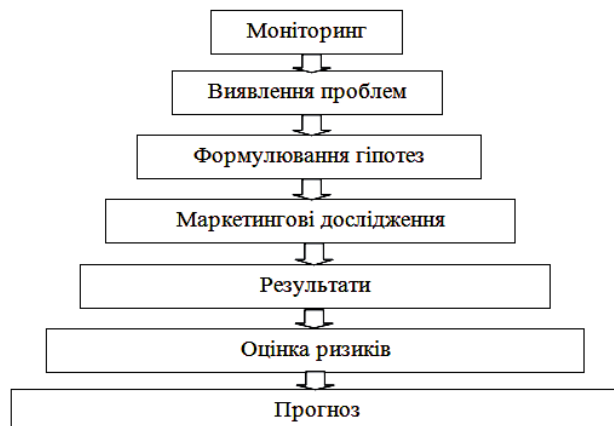 Моніторинг
Виявлення проблем
Формулювання гіпотез
Маркетингові дослідження
Результати
Оцінка ризиків
Прогноз